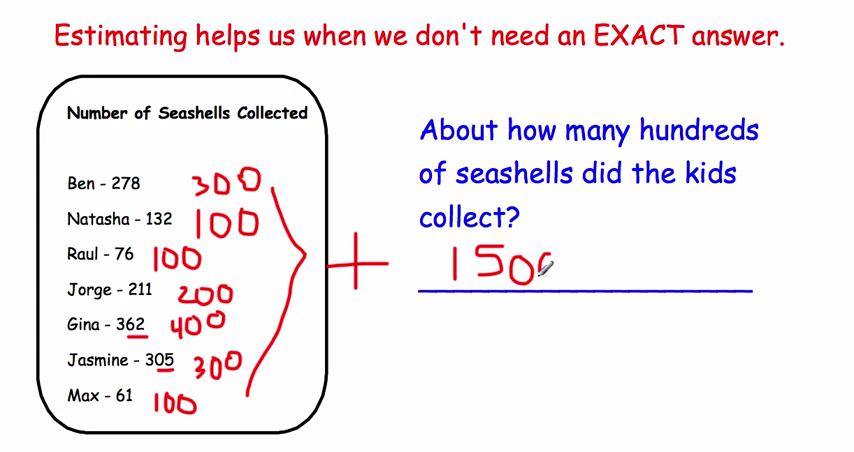 Estimating helps us when we don't need an EXACT answer.
Number of Seashells Collected
Ben - 278 300
Natasha - 132 100
Raul - 76 100
Jorge - 211 200
Gina - 362 400
Jasmine - 305 300
Max - 61 100
+
About how many hundreds
of seashells did the kids
collect?
1500